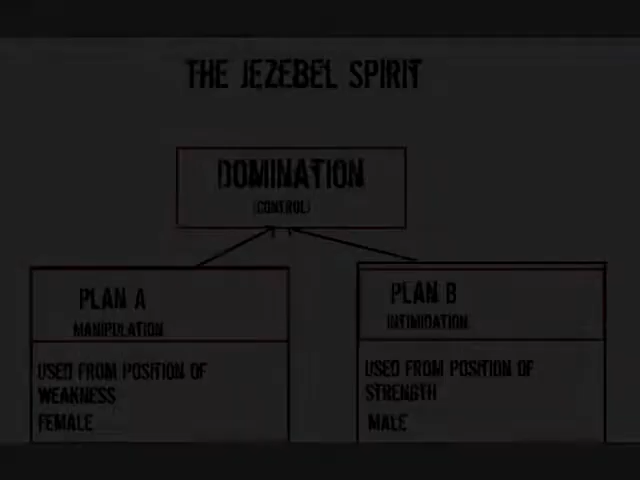 THE JEZEBEL SPIRIT
DOMINATION
(CONTROL)
PLAN A
MANIPULATION
USED FROM POSITION OF
WEAKNESS
FEMALE
PLAN B
INTIMIDATION
USED FROM POSITION OF
STRENGTH
MALE